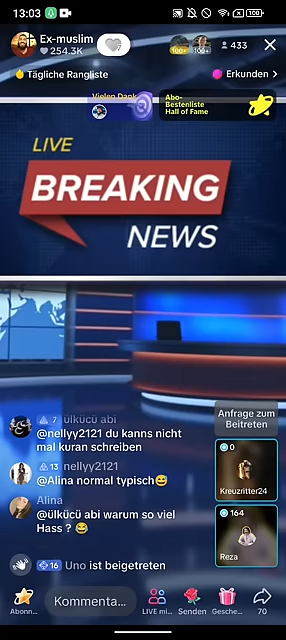 13:03
100
Ex-muslim
254.3K
100+
100+
433
Tägliche Rangliste
Erkunden
Vielen Dank
Abo-
Bestenliste
Hall of Fame
LIVE
BREAKING
NEWS
7 ülkücü abi
@nellyy2121 du kanns nicht
mal kuran schreiben
13 nellyy2121
@Alina normal typisch😅
Alina
@ülkücü abi warum so viel
Hass ? 😂
16 Uno ist beigetreten
Anfrage zum
Beitreten
0
Kreuzritter24
164
Reza
Abonn...
Kommenta...
LIVE mi...
Senden
Gesche...
70